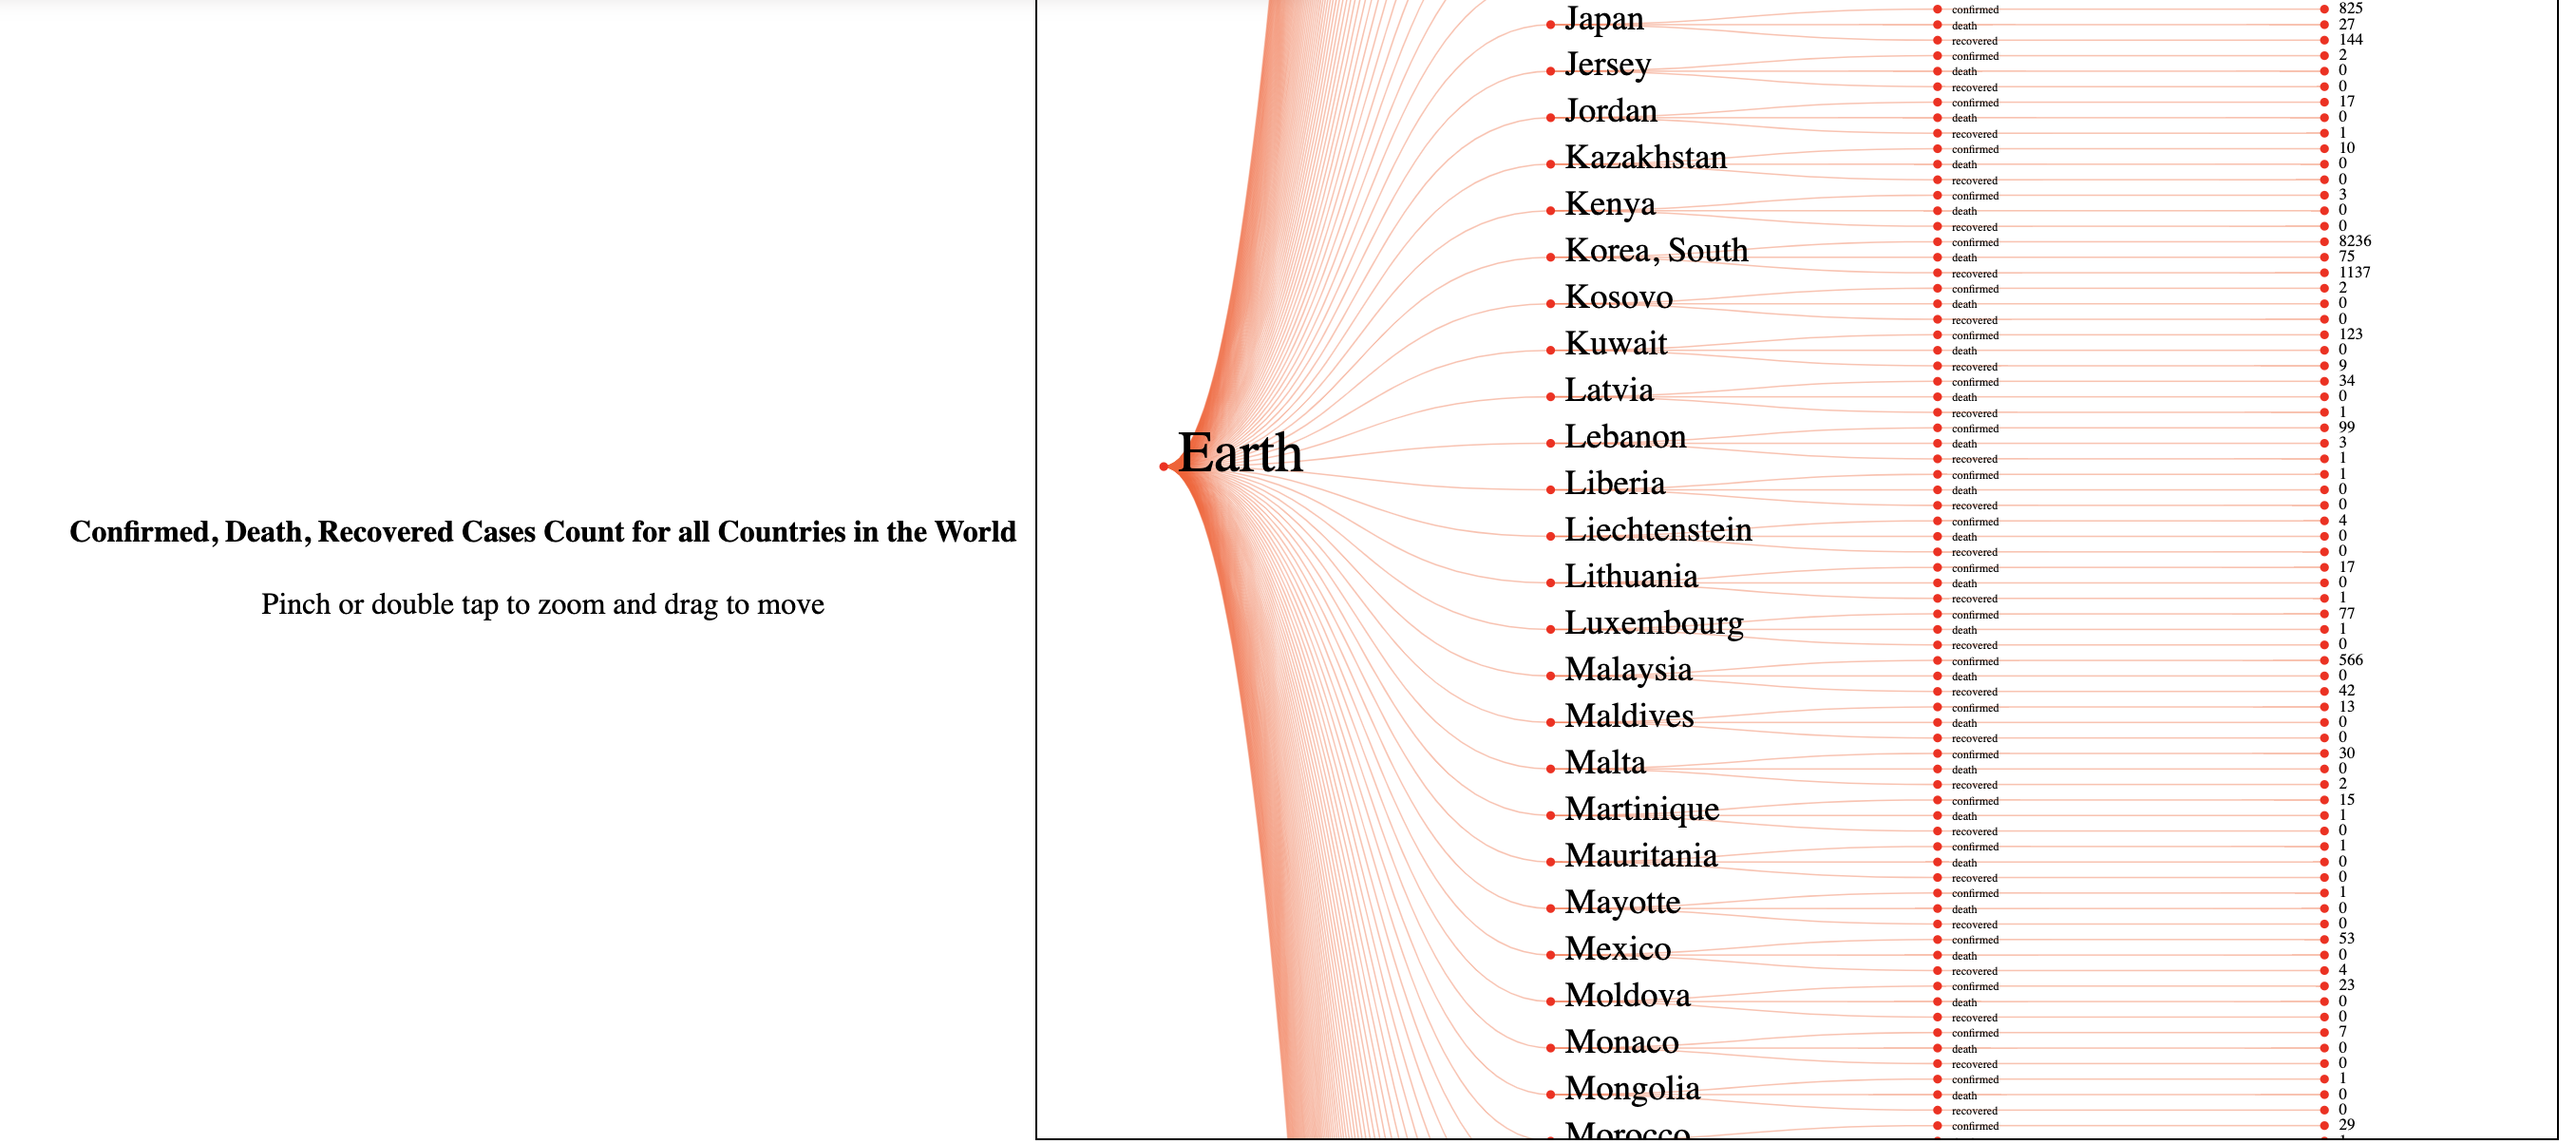 Confirmed, Death, Recovered Cases Count for all Countries in the World
Pinch or double tap to zoom and drag to move
Earth
Japan
confirmed 825
death 27
recovered 144
Jersey
confirmed 2
death 0
recovered 0
Jordan
confirmed 17
death 0
recovered 1
Kazakhstan
confirmed 10
death 0
recovered 0
Kenya
confirmed 3
death 0
recovered 0
Korea, South
confirmed 8236
death 75
recovered 1137
Kosovo
confirmed 2
death 0
recovered 0
Kuwait
confirmed 123
death 0
recovered 9
Latvia
confirmed 34
death 0
recovered 1
Lebanon
confirmed 99
death 3
recovered 1
Liberia
confirmed 1
death 0
recovered 0
Liechtenstein
confirmed 4
death 0
recovered 0
Lithuania
confirmed 17
death 0
recovered 1
Luxembourg
confirmed 77
death 1
recovered 0
Malaysia
confirmed 566
death 0
recovered 42
Maldives
confirmed 13
death 0
recovered 0
Malta
confirmed 30
death 0
recovered 2
Martinique
confirmed 15
death 1
recovered 0
Mauritania
confirmed 1
death 0
recovered 0
Mayotte
confirmed 1
death 0
recovered 0
Mexico
confirmed 53
death 0
recovered 4
Moldova
confirmed 23
death 0
recovered 0
Monaco
confirmed 7
death 0
recovered 0
Mongolia
confirmed 1
death 0
recovered 0
Morocco
confirmed 29